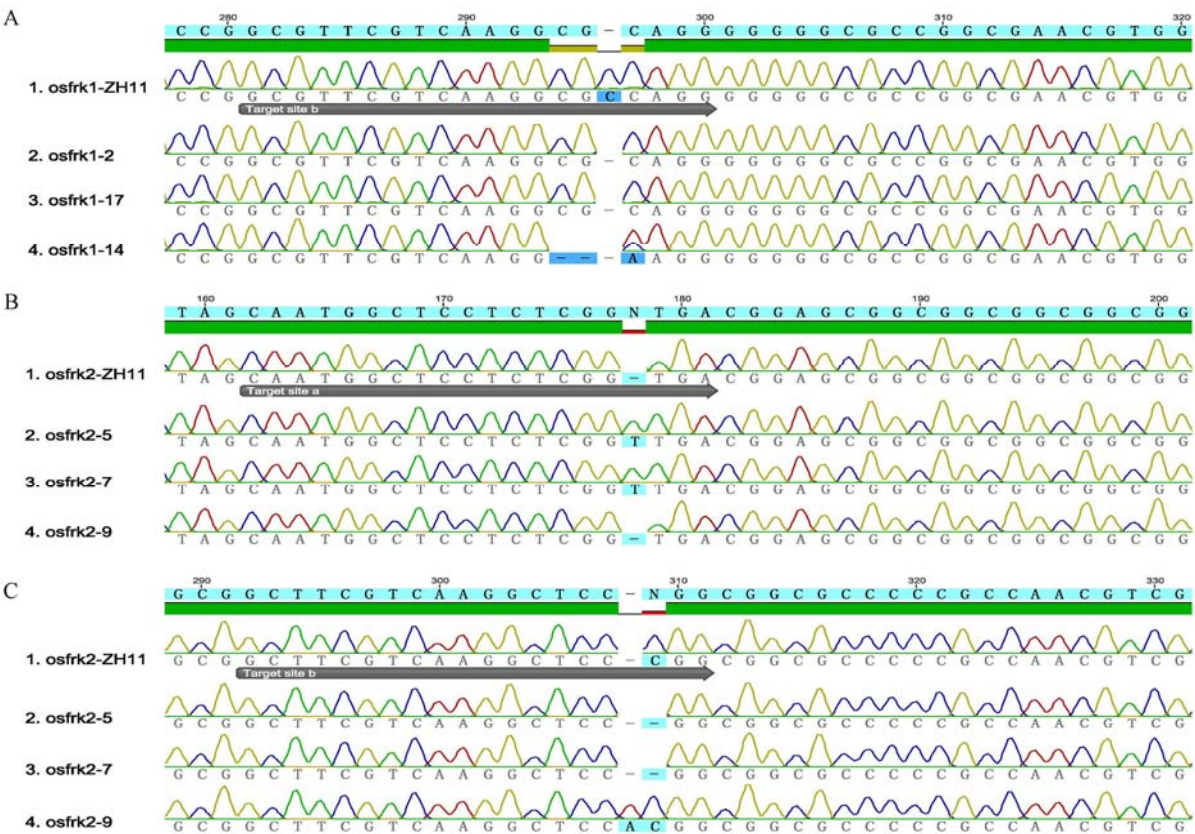 A
280 290 300 310 320
C C G G C G T T C G T C A A G G C G - C A G G G G G G G C G C C G G C G A A C G T G G
1. osfrk1-ZH11
C C G G C G T T C G T C A A G G C G C C A G G G G G G G C G C C G G C G A A C G T G G
Target site b
2. osfrk1-2
C C G G C G T T C G T C A A G G C G - C A G G G G G G G C G C C G G C G A A C G T G G
3. osfrk1-17
C C G G C G T T C G T C A A G G C G - C A G G G G G G G C G C C G G C G A A C G T G G
4. osfrk1-14
C C G G C G T T C G T C A A G G - - - A A G G G G G G G C G C C G G C G A A C G T G G
B
160 170 180 190 200
T A G C A A T G G C T C C T C T C G G N T G A C G G A G C G G C G G C G G C G G C G G
1. osfrk2-ZH11
T A G C A A T G G C T C C T C T C G G - T G A C G G A G C G G C G G C G G C G G C G G
Target site a
2. osfrk2-5
T A G C A A T G G C T C C T C T C G G T T G A C G G A G C G G C G G C G G C G G C G G
3. osfrk2-7
T A G C A A T G G C T C C T C T C G G T T G A C G G A G C G G C G G C G G C G G C G G
4. osfrk2-9
T A G C A A T G G C T C C T C T C G G - T G A C G G A G C G G C G G C G G C G G C G G
C
290 300 310 320 330
G C G G C T T C G T C A A G G C T C C - N G G C G G C G C C C C C G C C A A C G T C G
1. osfrk2-ZH11
G C G G C T T C G T C A A G G C T C C - C G G C G G C G C C C C C G C C A A C G T C G
Target site b
2. osfrk2-5
G C G G C T T C G T C A A G G C T C C - - G G C G G C G C C C C C G C C A A C G T C G
3. osfrk2-7
G C G G C T T C G T C A A G G C T C C - - G G C G G C G C C C C C G C C A A C G T C G
4. osfrk2-9
G C G G C T T C G T C A A G G C T C C A C G G C G G C G C C C C C G C C A A C G T C G